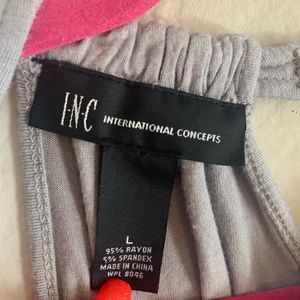 I·N·C INTERNATIONAL CONCEPTS
L
95% RAYON
5% SPANDEX
MADE IN CHINA
WPL 8046